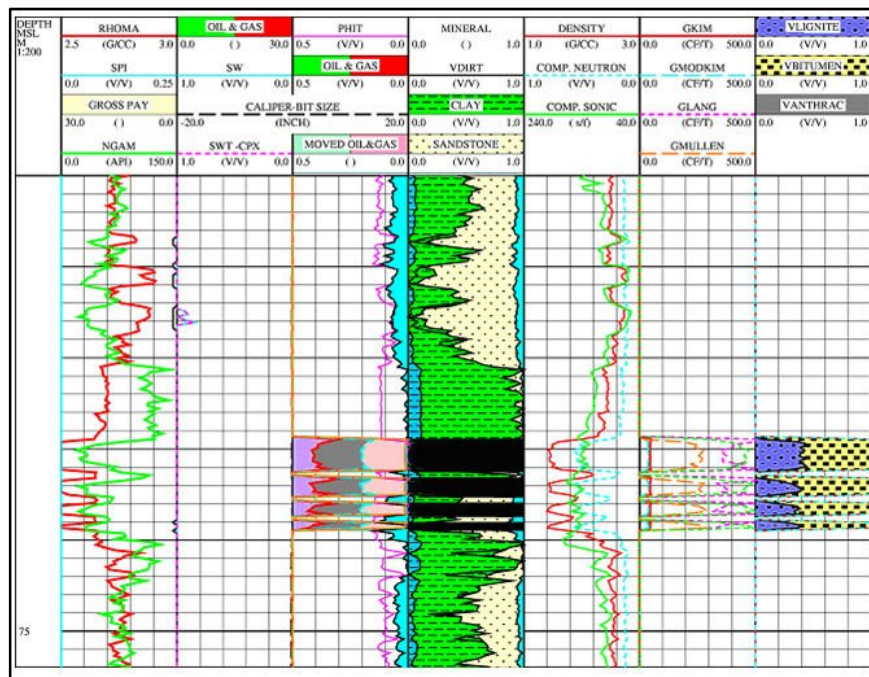 DEPTH
MSL
M
1:200
RHOMA
2.5 (G/CC) 3.0
SPI
0.0 (V/V) 0.25
GROSS PAY
30.0 ( ) 0.0
NGAM
0.0 (API) 150.0
OIL & GAS
0.0 ( ) 30.0
SW
1.0 (V/V) 0.0
CALIPER-BIT SIZE
-20.0 (INCH) 20.0
SWT -CPX
1.0 (V/V) 0.0
PHIT
0.5 (V/V) 0.0
OIL & GAS
0.5 (V/V) 0.0
MOVED OIL&GAS
0.5 ( ) 0.0
MINERAL
0.0 ( ) 1.0
VDIRT
0.0 (V/V) 1.0
CLAY
0.0 (V/V) 1.0
SANDSTONE
0.0 (V/V) 1.0
DENSITY
1.0 (G/CC) 3.0
COMP. NEUTRON
1.0 (V/V) 0.0
COMP. SONIC
240.0 ( s/f) 40.0
GKIM
0.0 (CF/T) 500.0
GMODKIM
0.0 (CF/T) 500.0
GLANG
0.0 (CF/T) 500.0
GMULLEN
0.0 (CF/T) 500.0
VLIGNITE
0.0 (V/V) 1.0
VBITUMEN
0.0 (V/V) 1.0
VANTHRAC
0.0 (V/V) 1.0
75